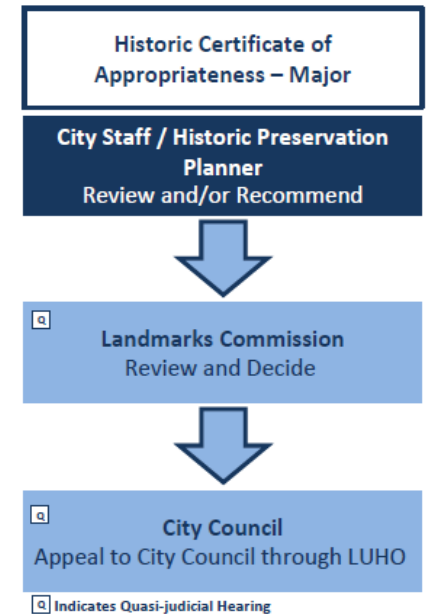 Historic Certificate of
Appropriateness – Major
City Staff / Historic Preservation
Planner
Review and/or Recommend
Q
Landmarks Commission
Review and Decide
Q
City Council
Appeal to City Council through LUHO
Q Indicates Quasi-judicial Hearing